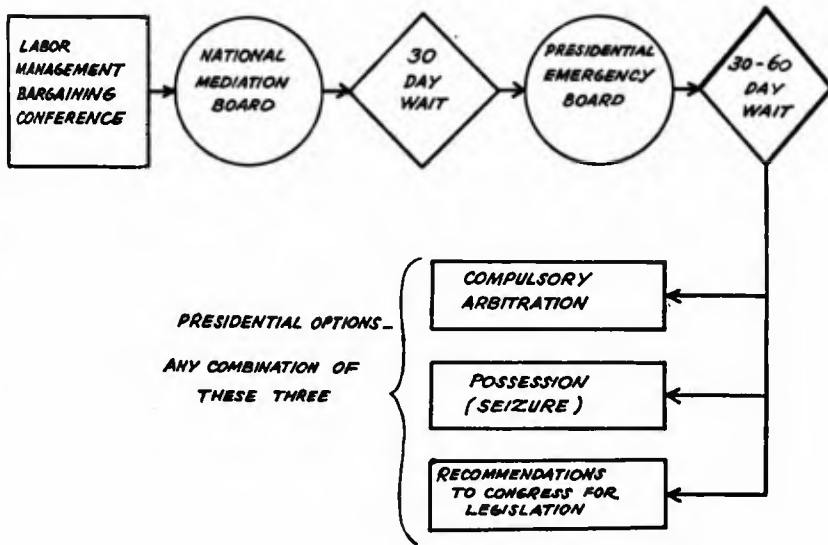 LABOR
MANAGEMENT
BARGAINING
CONFERENCE
NATIONAL
MEDIATION
BOARD
30
DAY
WAIT
PRESIDENTIAL
EMERGENCY
BOARD
30-60
DAY
WAIT
PRESIDENTIAL OPTIONS–
ANY COMBINATION OF
THESE THREE
COMPULSORY
ARBITRATION
POSSESSION
(SEIZURE)
RECOMMENDATIONS
TO CONGRESS FOR
LEGISLATION